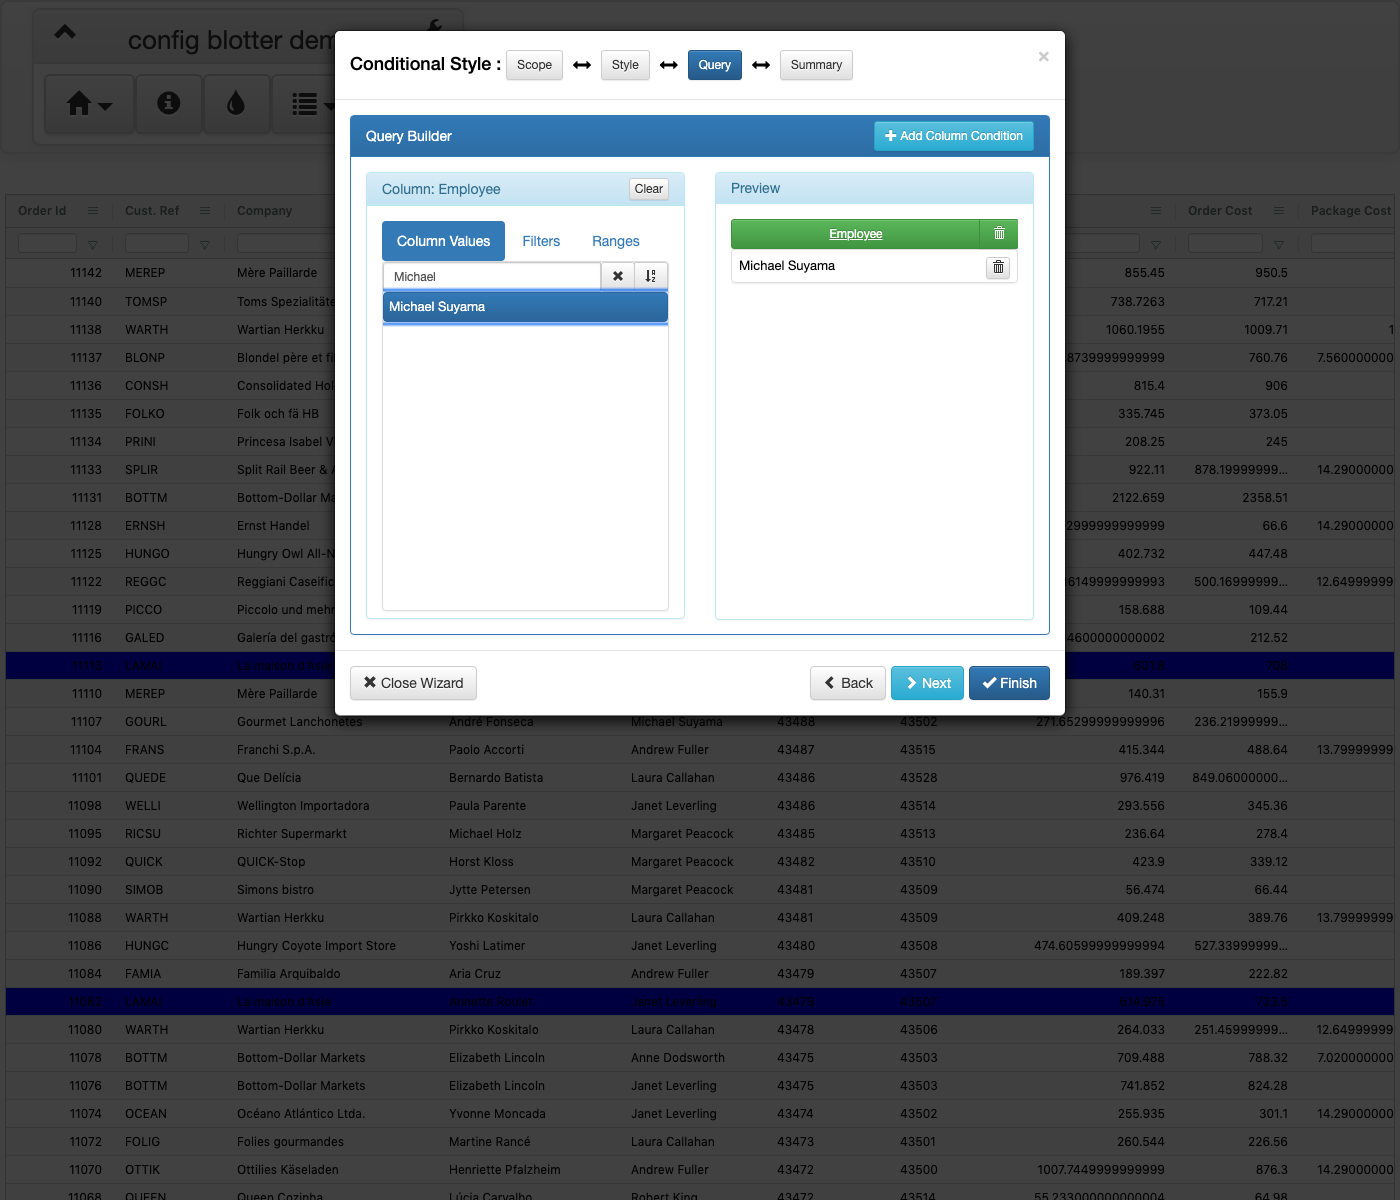 config blotter dem
Conditional Style : Scope Style Query Summary ×
Query Builder Add Column Condition
Column: Employee Clear
Column Values Filters Ranges
Michael
Michael Suyama
Preview
Employee
Michael Suyama
Close Wizard Back Next Finish
Order Id Cust. Ref Company Order Cost Package Cost
11142 MEREP Mère Paillarde 855.45 950.5
11140 TOMSP Toms Spezialitäte 738.7263 717.21
11138 WARTH Wartian Herkku 1060.1955 1009.71 1
11137 BLONP Blondel père et fi 8739999999999 760.76 7.560000000
11136 CONSH Consolidated Hol 815.4 906
11135 FOLKO Folk och fä HB 335.745 373.05
11134 PRINI Princesa Isabel V 208.25 245
11133 SPLIR Split Rail Beer & A 922.11 878.19999999... 14.29000000
11131 BOTTM Bottom-Dollar Ma 2122.659 2358.51
11128 ERNSH Ernst Handel 2999999999999 66.6 14.29000000
11125 HUNGO Hungry Owl All-N 402.732 447.48
11122 REGGC Reggiani Caseific 6149999999993 500.16999999... 12.64999999
11119 PICCO Piccolo und mehr 158.688 109.44
11116 GALED Galería del gastró 4600000000002 212.52
11110 MEREP Mère Paillarde 140.31 155.9
11107 GOURL Gourmet Lanchonetes André Fonseca Michael Suyama 43488 43502 271.65299999999996 236.21999999...
11104 FRANS Franchi S.p.A. Paolo Accorti Andrew Fuller 43487 43515 415.344 488.64 13.79999999
11101 QUEDE Que Delícia Bernardo Batista Laura Callahan 43486 43528 976.419 849.06000000...
11098 WELLI Wellington Importadora Paula Parente Janet Leverling 43486 43514 293.556 345.36
11095 RICSU Richter Supermarkt Michael Holz Margaret Peacock 43485 43513 236.64 278.4
11092 QUICK QUICK-Stop Horst Kloss Margaret Peacock 43482 43510 423.9 339.12
11090 SIMOB Simons bistro Jytte Petersen Margaret Peacock 43481 43509 56.474 66.44
11088 WARTH Wartian Herkku Pirkko Koskitalo Laura Callahan 43481 43509 409.248 389.76 13.79999999
11086 HUNGC Hungry Coyote Import Store Yoshi Latimer Janet Leverling 43480 43508 474.60599999999994 527.33999999...
11084 FAMIA Familia Arquibaldo Aria Cruz Andrew Fuller 43479 43507 189.397 222.82
Janet Leverling
11080 WARTH Wartian Herkku Pirkko Koskitalo Laura Callahan 43478 43506 264.033 251.45999999... 12.64999999
11078 BOTTM Bottom-Dollar Markets Elizabeth Lincoln Anne Dodsworth 43475 43503 709.488 788.32 7.020000000
11076 BOTTM Bottom-Dollar Markets Elizabeth Lincoln Janet Leverling 43475 43503 741.852 824.28
11074 OCEAN Océano Atlántico Ltda. Yvonne Moncada Janet Leverling 43474 43502 255.935 301.1 14.29000000
11072 FOLIG Folies gourmandes Martine Rancé Laura Callahan 43473 43501 260.544 226.56
11070 OTTIK Ottilies Käseladen Henriette Pfalzheim Andrew Fuller 43472 43500 1007.7449999999999 876.3 14.29000000
11068 QUEEN Queen Cozinha Lúcia Carvalho Robert King 43472 43514 55.233000000000004 64.98